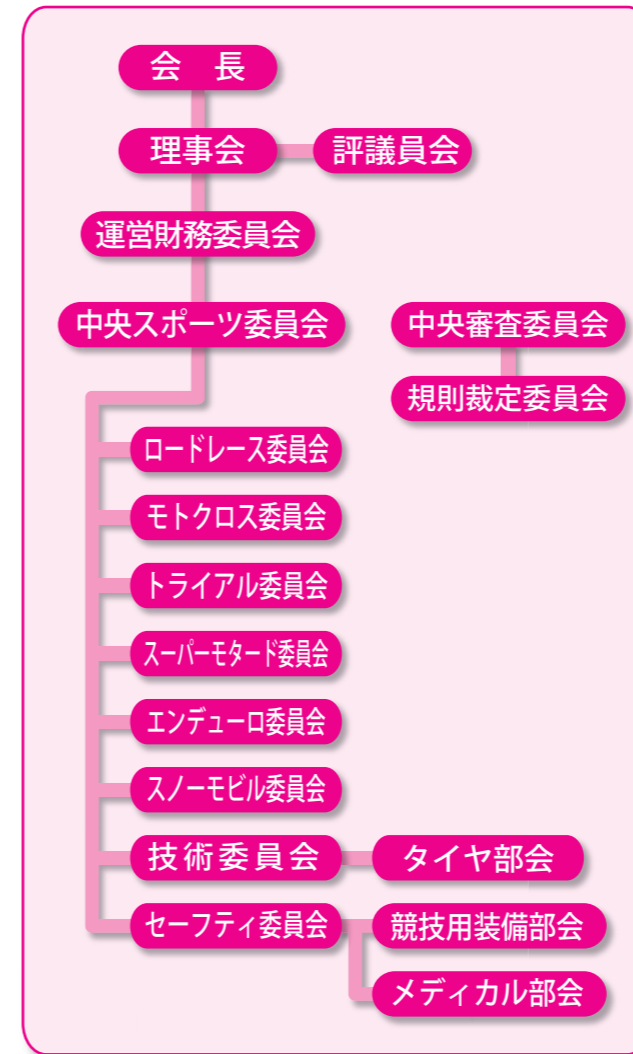 会　長
理事会
評議員会
運営財務委員会
中央スポーツ委員会
中央審査委員会
規則裁定委員会
ロードレース委員会
モトクロス委員会
トライアル委員会
スーパーモタード委員会
エンデューロ委員会
スノーモビル委員会
技術委員会
タイヤ部会
セーフティ委員会
競技用装備部会
メディカル部会